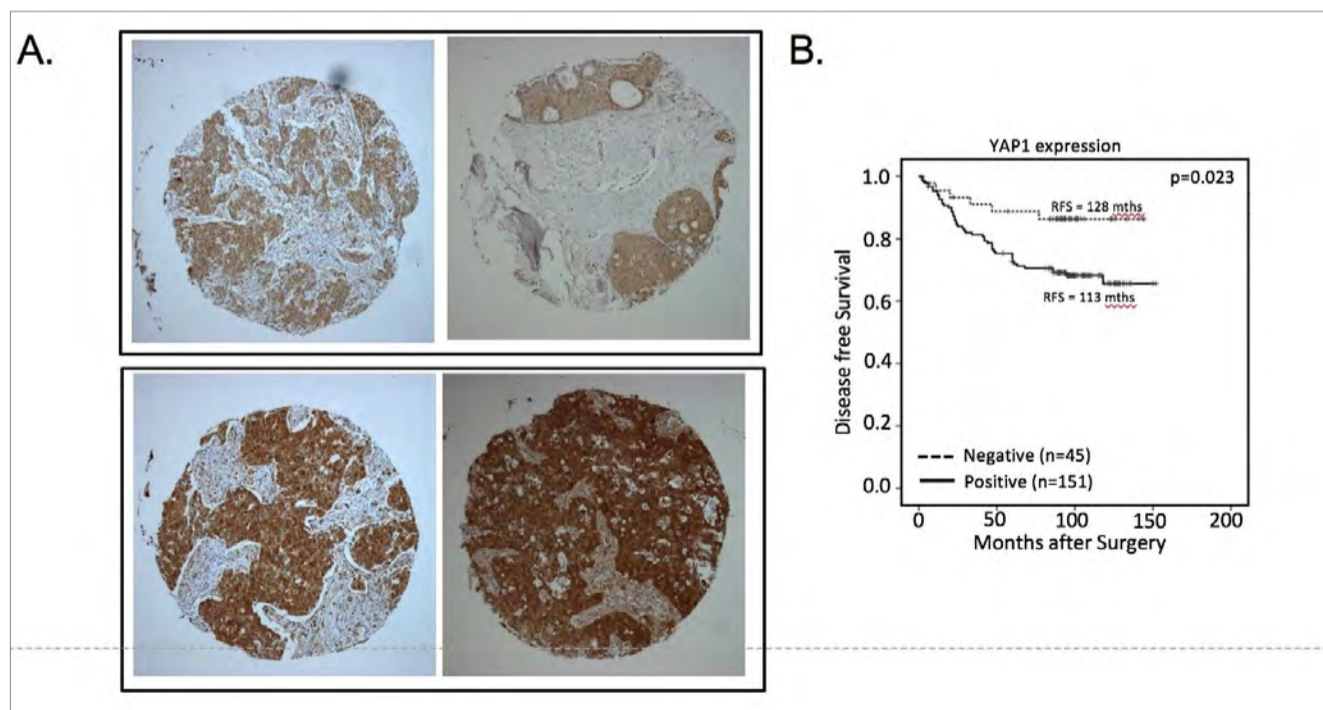 A.
B.
YAP1 expression
p=0.023
1.0
RFS = 128 mths
0.8
RFS = 113 mths
0.6
0.4
0.2
0.0
Negative (n=45)
Positive (n=151)
0 50 100 150 200
Months after Surgery
Disease free Survival